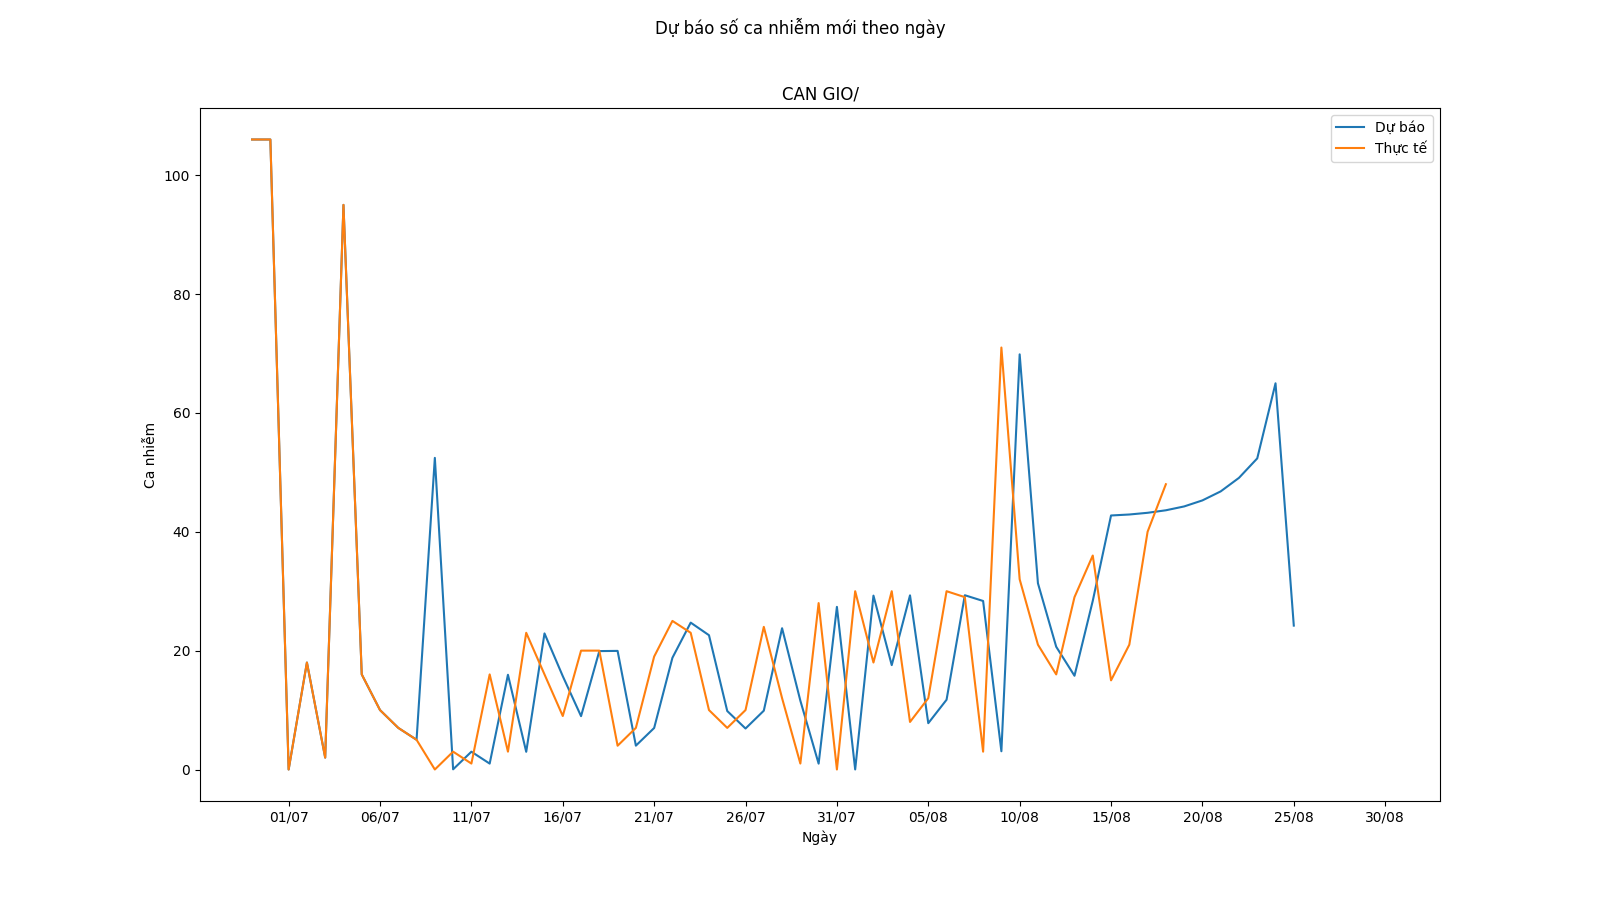 Dự báo số ca nhiễm mới theo ngày
CAN GIO/
Dự báo
Thực tế
Ca nhiễm
100
80
60
40
20
0
01/07 06/07 11/07 16/07 21/07 26/07 31/07 05/08 10/08 15/08 20/08 25/08 30/08
Ngày